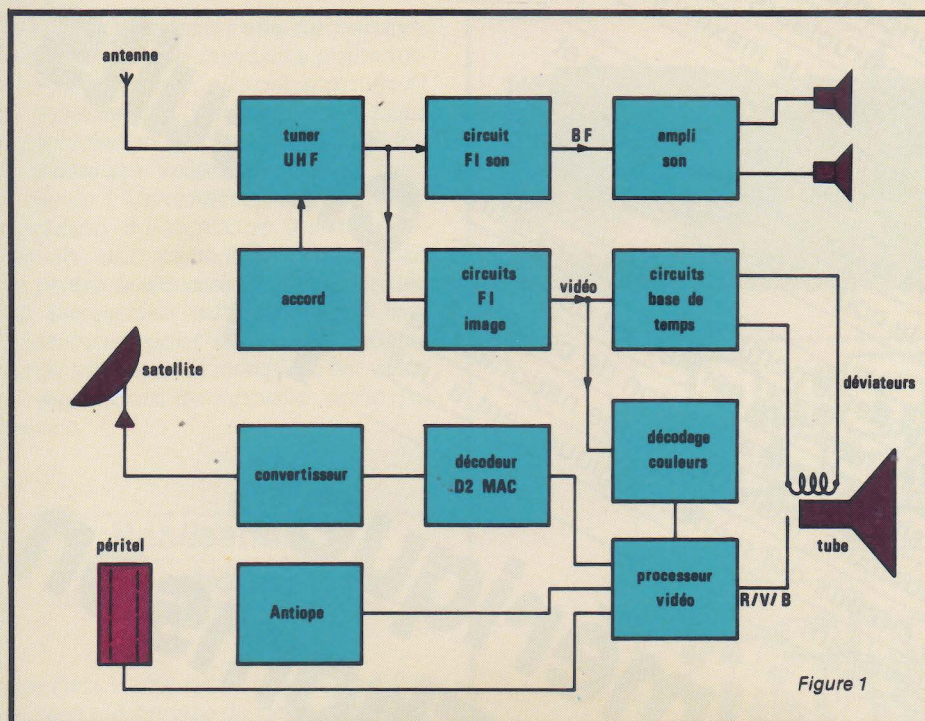 antenne
tuner
UHF
circuit
FI son
BF
ampli
son
accord
circuits
FI
image
vidéo
circuits
base de
temps
déviateurs
satellite
convertisseur
décodeur
D2 MAC
décodage
couleurs
tube
péritel
Antiope
processeur
vidéo
R/V/B
Figure 1